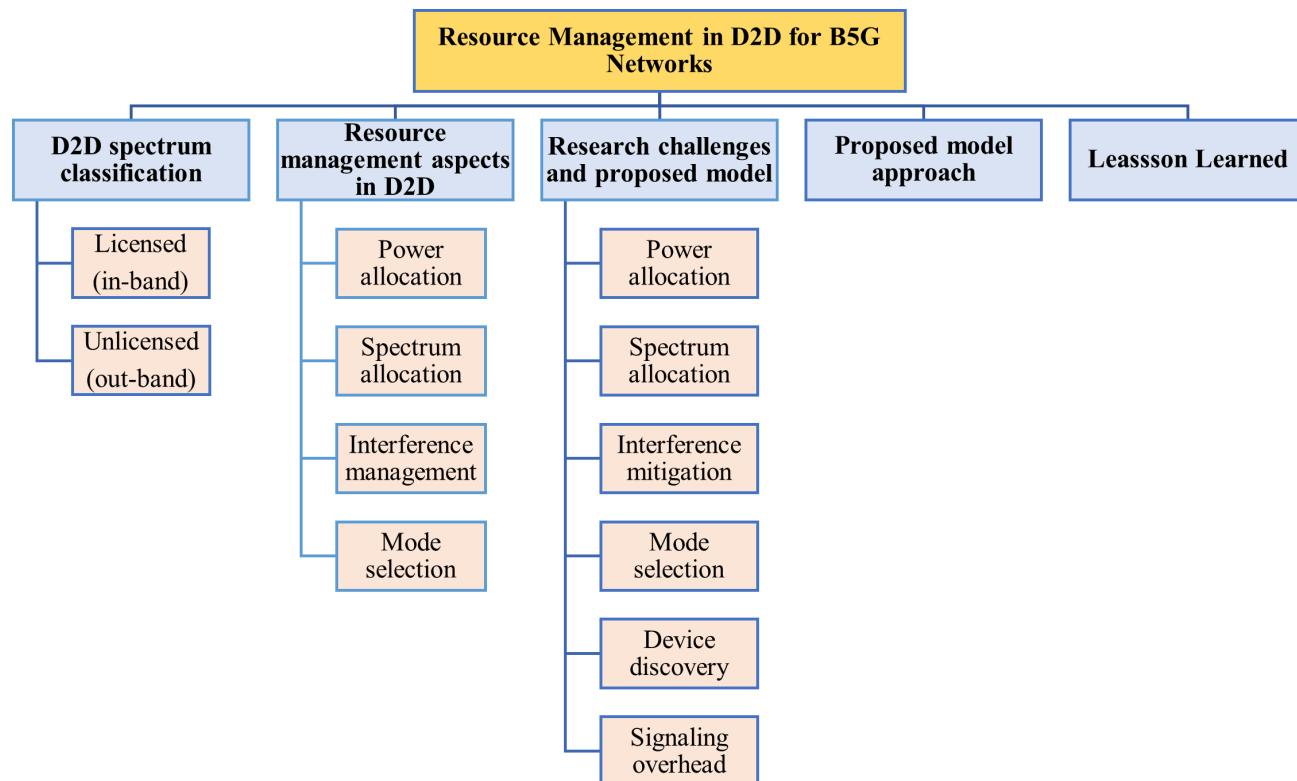 Resource Management in D2D for B5G
Networks
D2D spectrum
classification
Resource
management aspects
in D2D
Research challenges
and proposed model
Proposed model
approach
Leassson Learned
Licensed
(in-band)
Unlicensed
(out-band)
Power
allocation
Spectrum
allocation
Interference
management
Mode
selection
Power
allocation
Spectrum
allocation
Interference
mitigation
Mode
selection
Device
discovery
Signaling
overhead